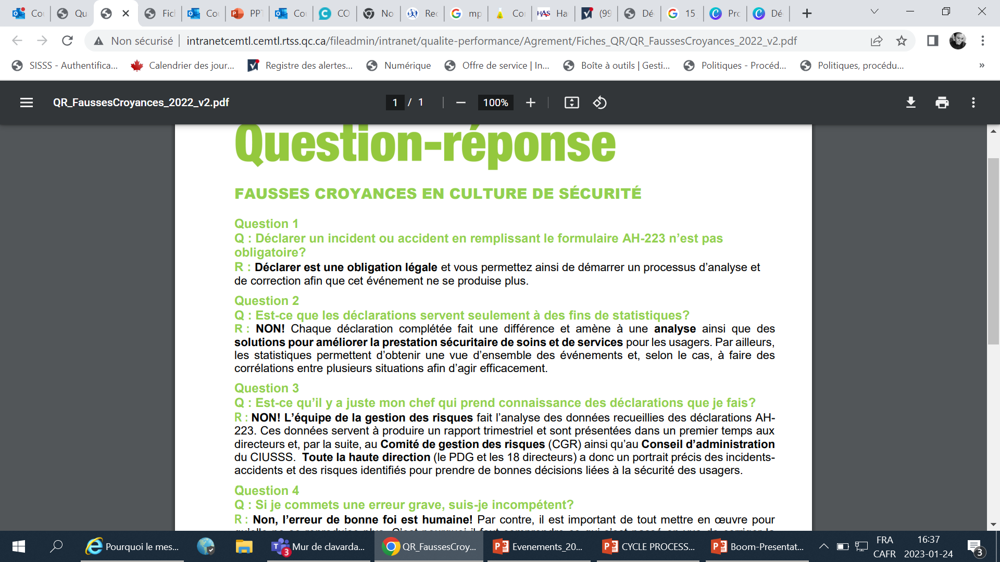 Co
Qu
Fic
Co
PPT
Co
CO
No
Rec
mp
Co
HAS Ha
(99
Dé
15
Pro
Dé
Non sécurisé intranetcemtl.cemtl.rtss.qc.ca/fileadmin/intranet/qualite-performance/Agrement/Fiches_QR/QR_FaussesCroyances_2022_v2.pdf
SISSS - Authentifica... Calendrier des jour... Registre des alertes... Numérique Offre de service | In... Boîte à outils | Gesti... Politiques - Procéd... Politiques, procédu... »
QR_FaussesCroyances_2022_v2.pdf 1 / 1 100%
Question-réponse
FAUSSES CROYANCES EN CULTURE DE SÉCURITÉ
Question 1
Q : Déclarer un incident ou accident en remplissant le formulaire AH-223 n’est pas
obligatoire?
R : Déclarer est une obligation légale et vous permettez ainsi de démarrer un processus d’analyse et
de correction afin que cet événement ne se produise plus.
Question 2
Q : Est-ce que les déclarations servent seulement à des fins de statistiques?
R : NON! Chaque déclaration complétée fait une différence et amène à une analyse ainsi que des
solutions pour améliorer la prestation sécuritaire de soins et de services pour les usagers. Par ailleurs,
les statistiques permettent d’obtenir une vue d’ensemble des événements et, selon le cas, à faire des
corrélations entre plusieurs situations afin d’agir efficacement.
Question 3
Q : Est-ce qu’il y a juste mon chef qui prend connaissance des déclarations que je fais?
R : NON! L’équipe de la gestion des risques fait l’analyse des données recueillies des déclarations AH-
223. Ces données servent à produire un rapport trimestriel et sont présentées dans un premier temps aux
directeurs et, par la suite, au Comité de gestion des risques (CGR) ainsi qu’au Conseil d’administration
du CIUSSS. Toute la haute direction (le PDG et les 18 directeurs) a donc un portrait précis des incidents-
accidents et des risques identifiés pour prendre de bonnes décisions liées à la sécurité des usagers.
Question 4
Q : Si je commets une erreur grave, suis-je incompétent?
R : Non, l’erreur de bonne foi est humaine! Par contre, il est important de tout mettre en œuvre pour
Pourquoi le mes... 3 Mur de clavarda... QR_FaussesCroy... Evenements_20... CYCLE PROCESS... Boom-Presentat... FRA 16:37
CAFR 2023-01-24 3